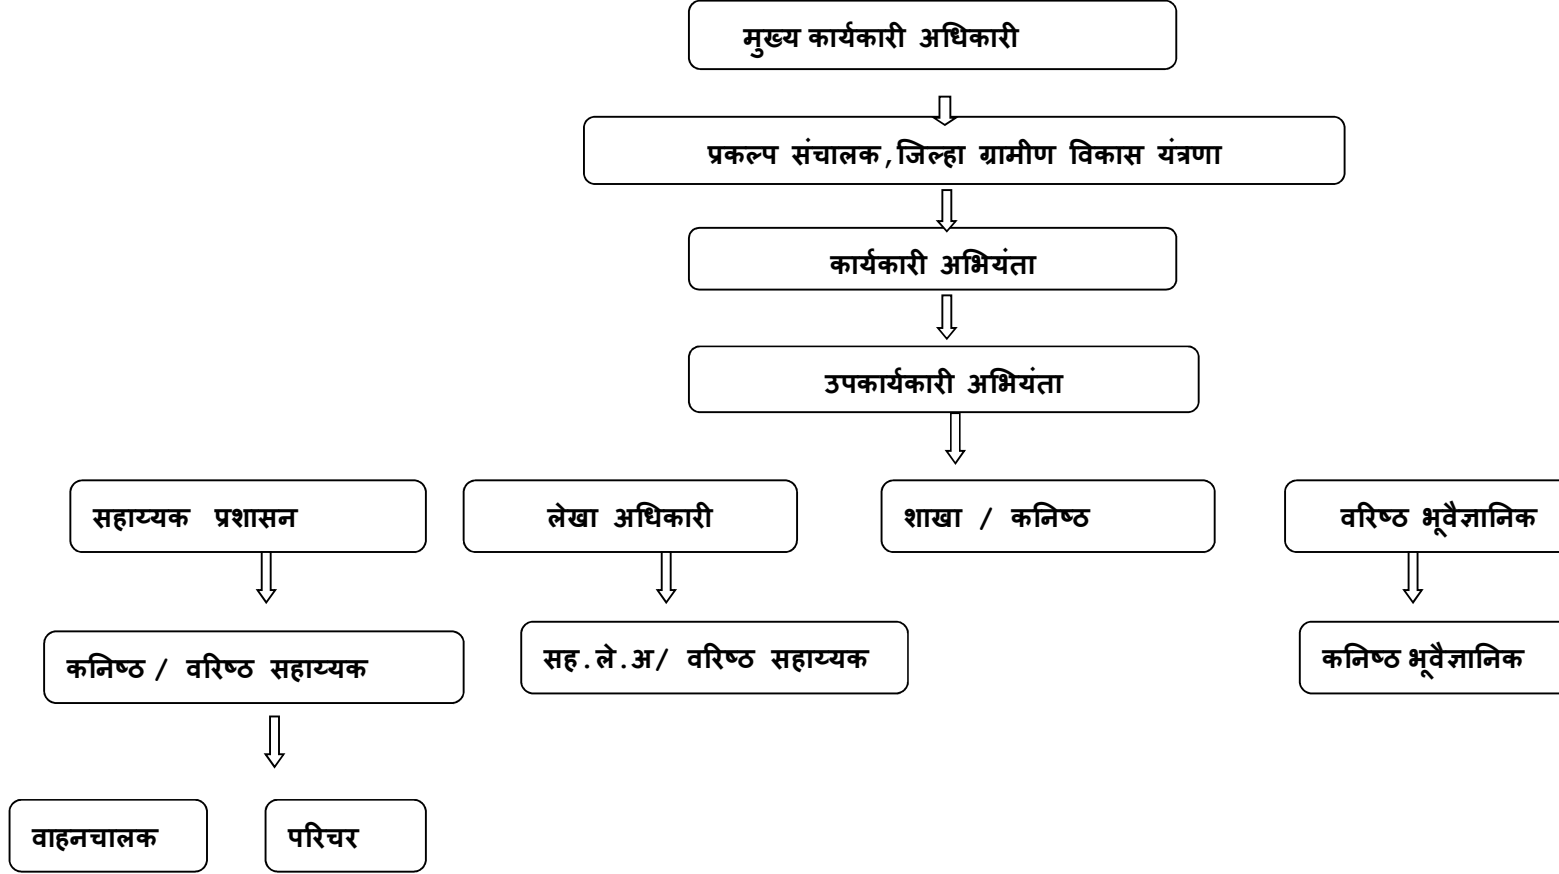 मुख्य कार्यकारी अधिकारी
प्रकल्प संचालक,जिल्हा ग्रामीण विकास यंत्रणा
कार्यकारी अभियंता
उपकार्यकारी अभियंता
सहाय्यक प्रशासन
लेखा अधिकारी
शाखा / कनिष्ठ
वरिष्ठ भूवैज्ञानिक
कनिष्ठ / वरिष्ठ सहाय्यक
सह.ले.अ/ वरिष्ठ सहाय्यक
कनिष्ठ भूवैज्ञानिक
वाहनचालक
परिचर